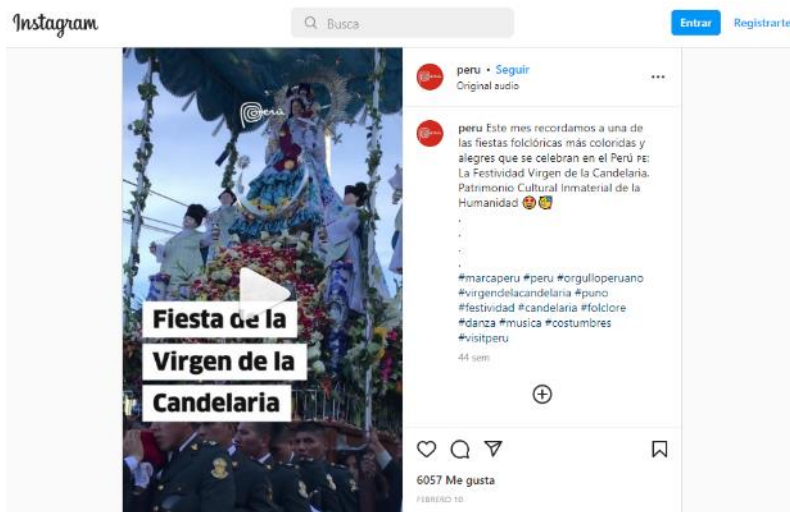 Instagram
Busca
Entrar
Registrarte
Perú
Fiesta de la
Virgen de la
Candelaria
peru • Seguir
Original audio
peru Este mes recordamos a una de
las fiestas folclóricas más coloridas y
alegres que se celebran en el Perú PE:
La Festividad Virgen de la Candelaria.
Patrimonio Cultural Inmaterial de la
Humanidad 🤩🥳
.
.
.
.
#marcaperu #peru #orgulloperuano
#virgendelacandelaria #puno
#festividad #candelaria #folclore
#danza #musica #costumbres
#visitperu
44 sem
6057 Me gusta
FEBRERO 10